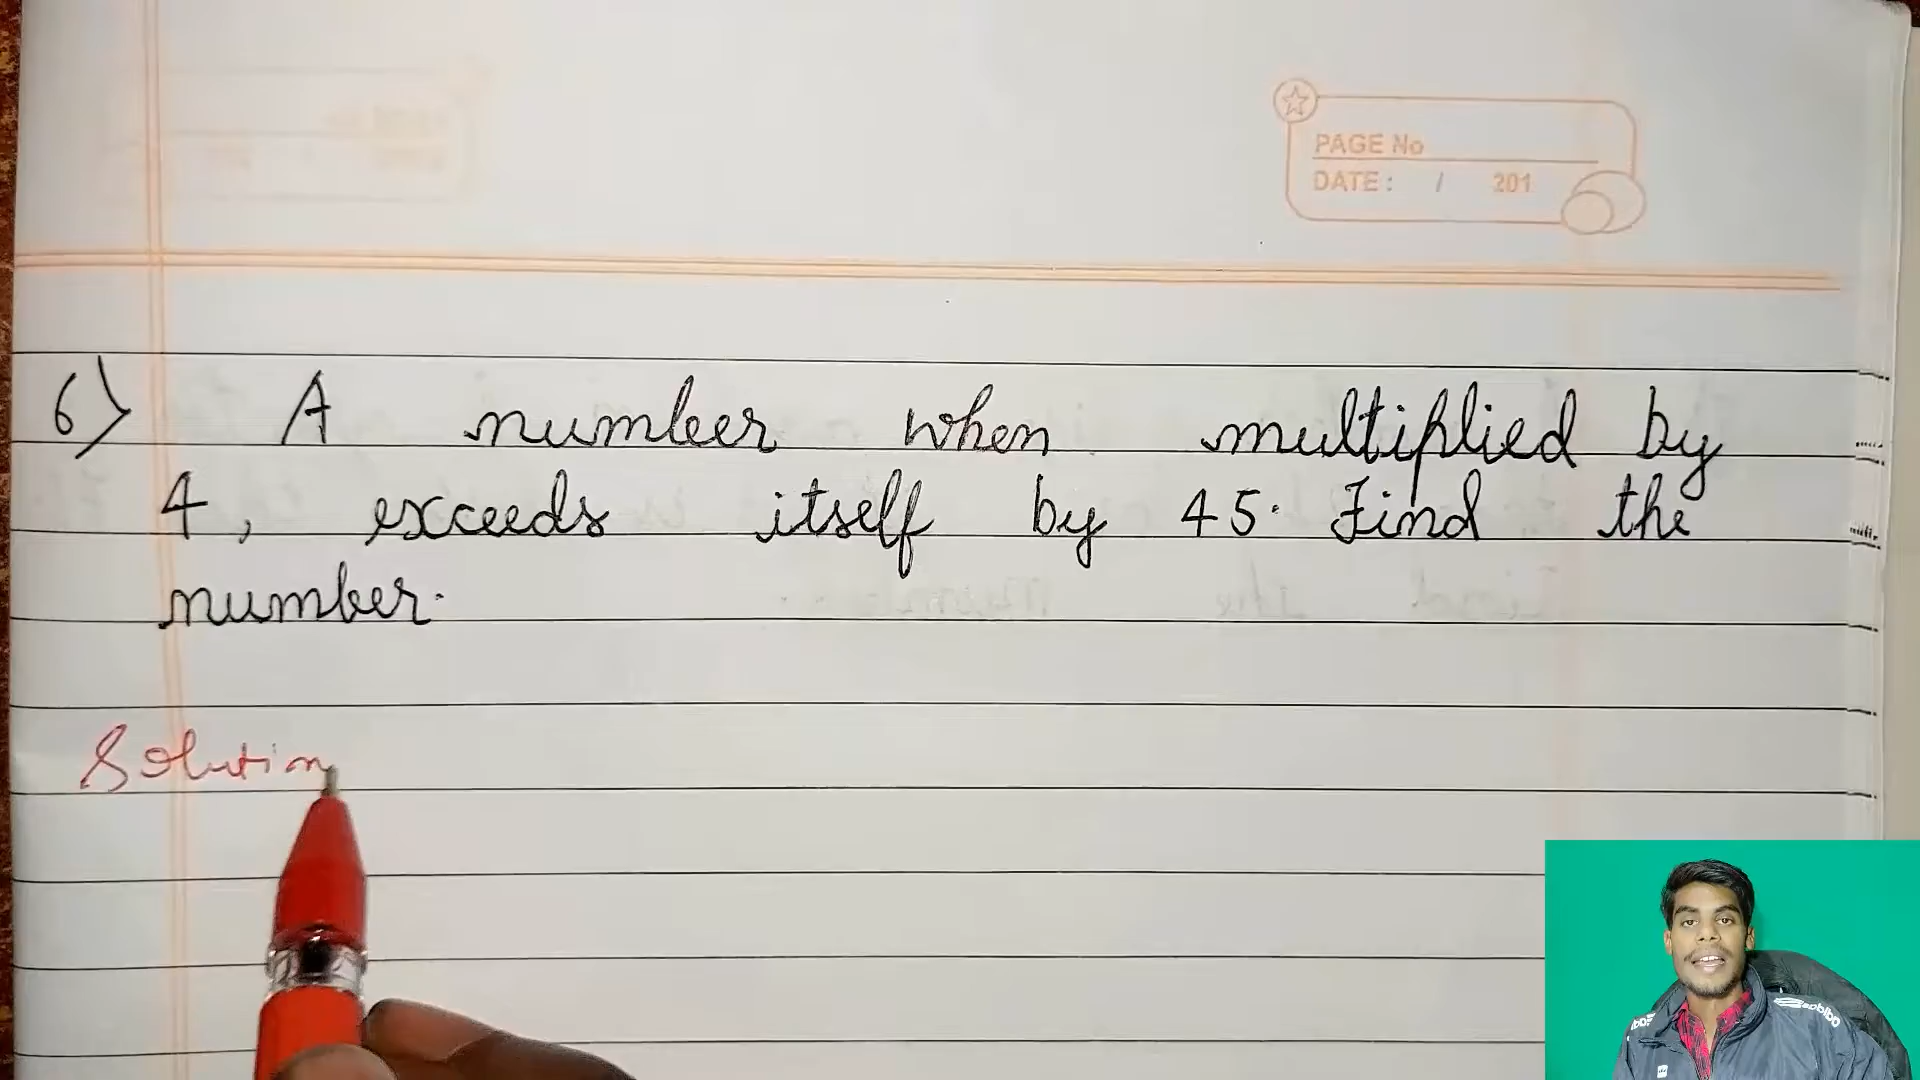 PAGE No
DATE : / 201
6) A number when multiplied by
4, exceeds itself by 45. Find the
number.
Solution